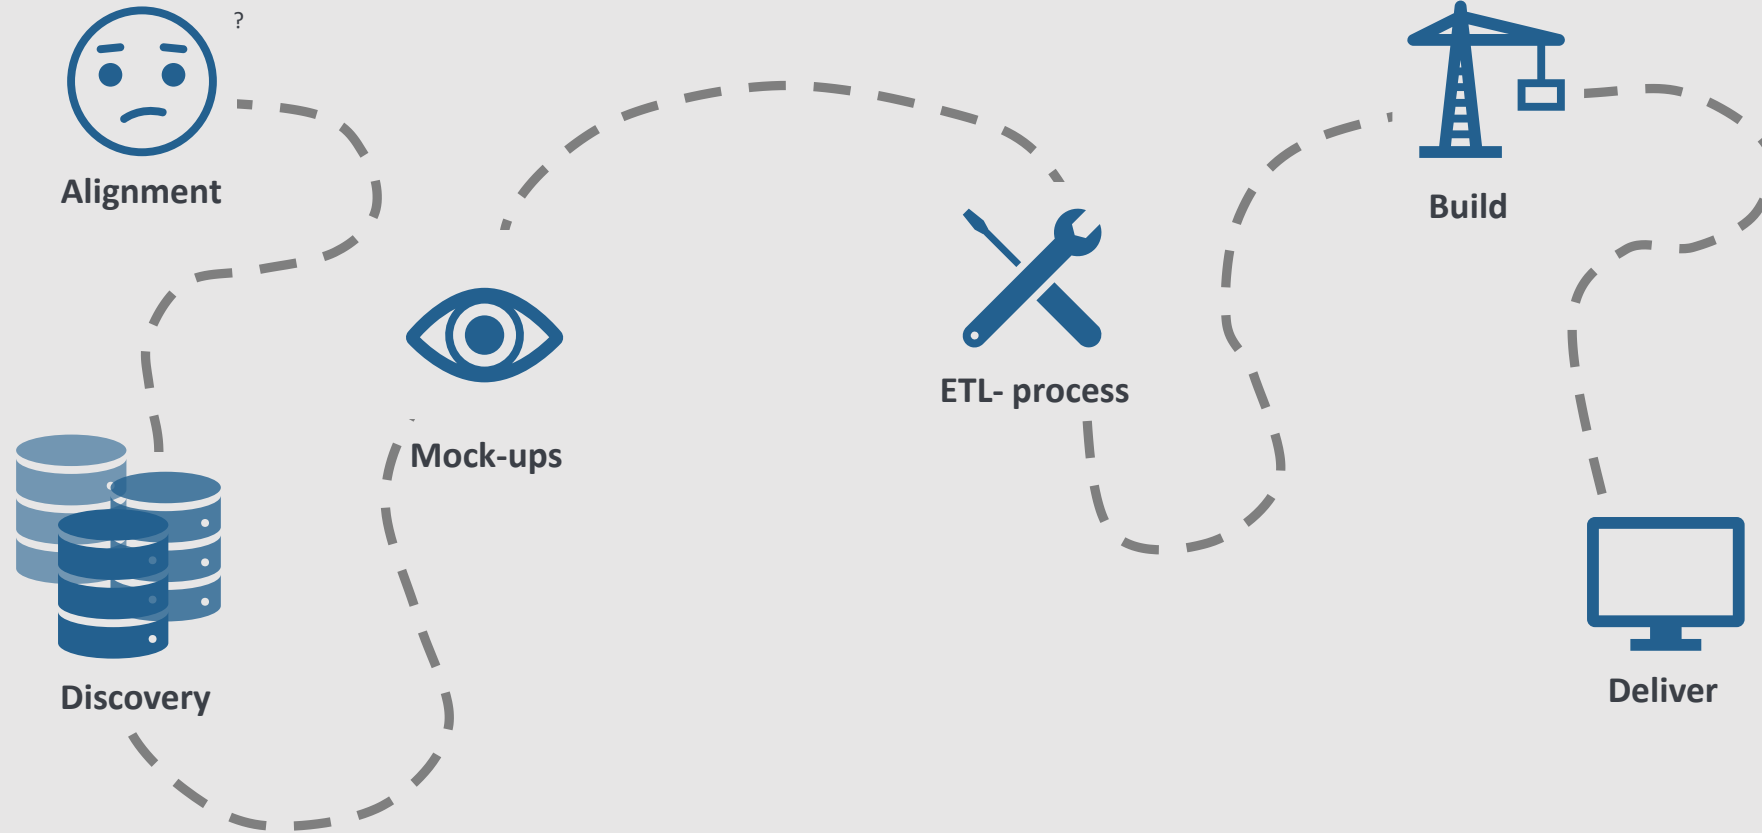 ?
Alignment
Discovery
Mock-ups
ETL- process
Build
Deliver